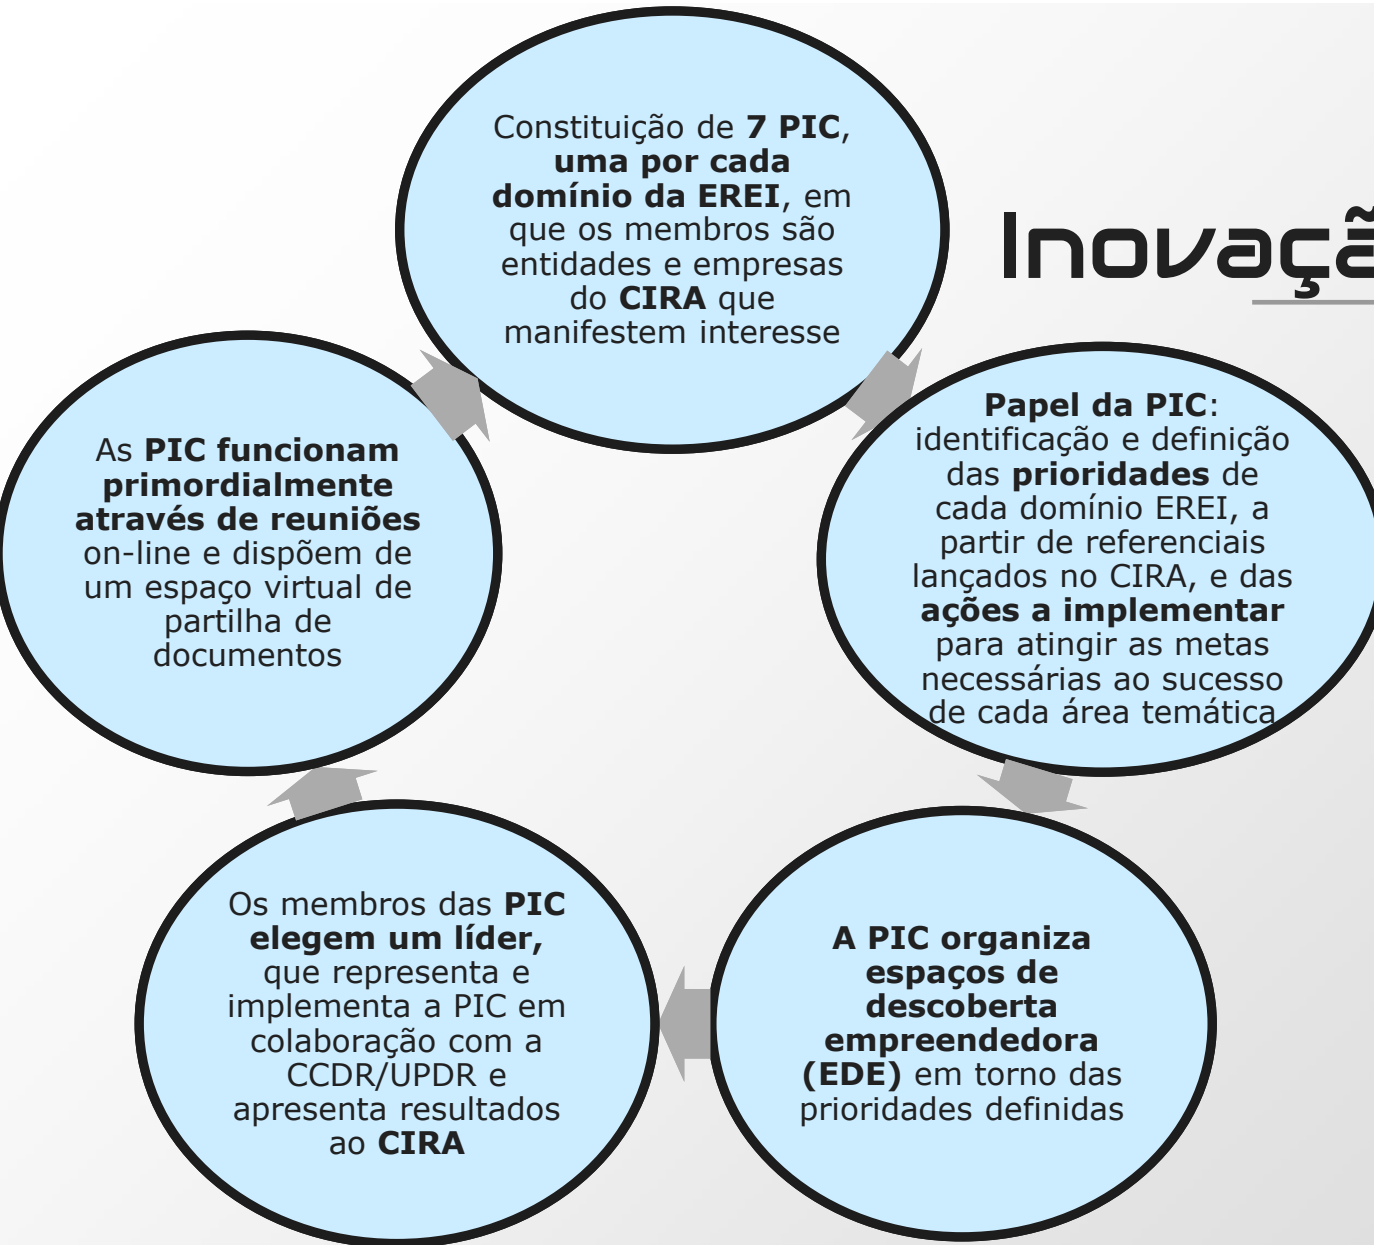 Constituição de 7 PIC,
uma por cada
domínio da EREI, em
que os membros são
entidades e empresas
do CIRA que
manifestem interesse
Inovaçã
Papel da PIC:
identificação e definição
das prioridades de
cada domínio EREI, a
partir de referenciais
lançados no CIRA, e das
ações a implementar
para atingir as metas
necessárias ao sucesso
de cada área temática
A PIC organiza
espaços de
descoberta
empreendedora
(EDE) em torno das
prioridades definidas
Os membros das PIC
elegem um líder,
que representa e
implementa a PIC em
colaboração com a
CCDR/UPDR e
apresenta resultados
ao CIRA
As PIC funcionam
primordialmente
através de reuniões
on-line e dispõem de
um espaço virtual de
partilha de
documentos